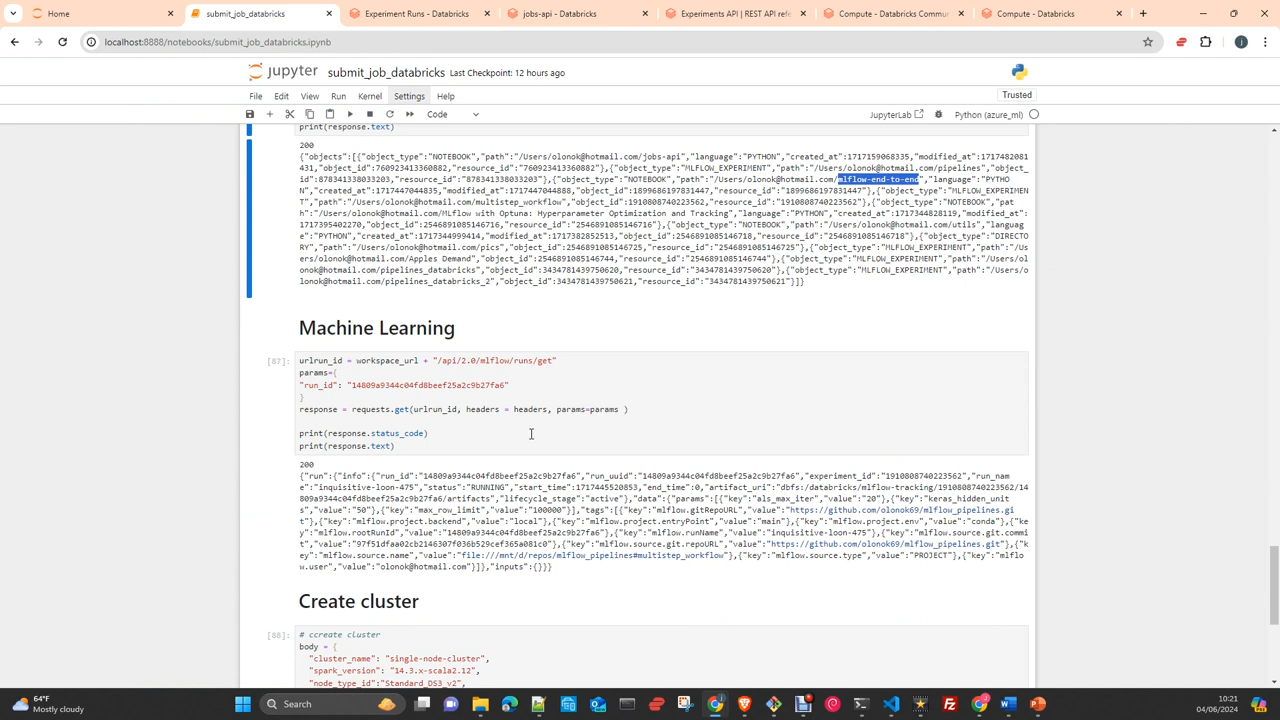 Home
submit_job_databricks
Experiment Runs - Databricks
jobs-api - Databricks
Experiments API | REST API refe
Compute - Databricks Commun
Compute - Databricks
localhost:8888/notebooks/submit_job_databricks.ipynb
jupyter submit_job_databricks Last Checkpoint: 12 hours ago
File Edit View Run Kernel Settings Help
Trusted
Code
JupyterLab
Python (azure_ml)
print(response.text)
200
{"objects":[{"object_type":"NOTEBOOK","path":"/Users/olonok@hotmail.com/jobs-api","language":"PYTHON","created_at":1717159068335,"modified_at":1717482081
431,"object_id":760923413360882,"resource_id":"760923413360882"},{"object_type":"MLFLOW_EXPERIMENT","path":"/Users/olonok@hotmail.com/pipelines","object_
id":878341338033203,"resource_id":"878341338033203"},{"object_type":"NOTEBOOK","path":"/Users/olonok@hotmail.com/mlflow-end-to-end","language":"PYTHO
N","created_at":1717447044835,"modified_at":1717447044888,"object_id":1899686197831447,"resource_id":"1899686197831447"},{"object_type":"MLFLOW_EXPERIMEN
T","path":"/Users/olonok@hotmail.com/multistep_workflow","object_id":1910808740223562,"resource_id":"1910808740223562"},{"object_type":"NOTEBOOK","pat
h":"/Users/olonok@hotmail.com/MLflow with Optuna: Hyperparameter Optimization and Tracking","language":"PYTHON","created_at":1717344828119,"modified_at":
1717395402270,"object_id":2546891085146716,"resource_id":"2546891085146716"},{"object_type":"NOTEBOOK","path":"/Users/olonok@hotmail.com/utils","languag
e":"PYTHON","created_at":1717344999414,"modified_at":1717382852513,"object_id":2546891085146718,"resource_id":"2546891085146718"},{"object_type":"DIRECTO
RY","path":"/Users/olonok@hotmail.com/pics","object_id":2546891085146725,"resource_id":"2546891085146725"},{"object_type":"MLFLOW_EXPERIMENT","path":"/Us
ers/olonok@hotmail.com/Apples Demand","object_id":2546891085146744,"resource_id":"2546891085146744"},{"object_type":"MLFLOW_EXPERIMENT","path":"/Users/ol
onok@hotmail.com/pipelines_databricks","object_id":3434781439750620,"resource_id":"3434781439750620"},{"object_type":"MLFLOW_EXPERIMENT","path":"/Users/o
lonok@hotmail.com/pipelines_databricks_2","object_id":3434781439750621,"resource_id":"3434781439750621"}]}
Machine Learning
[87]: urlrun_id = workspace_url + "/api/2.0/mlflow/runs/get"
params={
"run_id": "14809a9344c04fd8beef25a2c9b27fa6"
}
response = requests.get(urlrun_id, headers = headers, params=params )
print(response.status_code)
print(response.text)
200
{"run":{"info":{"run_id":"14809a9344c04fd8beef25a2c9b27fa6","run_uuid":"14809a9344c04fd8beef25a2c9b27fa6","experiment_id":"1910808740223562","run_nam
e":"inquisitive-loon-475","status":"RUNNING","start_time":1717445520853,"end_time":0,"artifact_uri":"dbfs:/databricks/mlflow-tracking/1910808740223562/14
809a9344c04fd8beef25a2c9b27fa6/artifacts","lifecycle_stage":"active"},"data":{"params":[{"key":"als_max_iter","value":"20"},{"key":"keras_hidden_unit
s","value":"50"},{"key":"max_row_limit","value":"100000"}],"tags":[{"key":"mlflow.gitRepoURL","value":"https://github.com/olonok69/mlflow_pipelines.gi
t"},{"key":"mlflow.project.backend","value":"local"},{"key":"mlflow.project.entryPoint","value":"main"},{"key":"mlflow.project.env","value":"conda"},{"ke
y":"mlflow.rootRunId","value":"14809a9344c04fd8beef25a2c9b27fa6"},{"key":"mlflow.runName","value":"inquisitive-loon-475"},{"key":"mlflow.source.git.commi
t","value":"97f51dfaa02c2146307f036b529cef365a081c0"},{"key":"mlflow.source.git.repoURL","value":"https://github.com/olonok69/mlflow_pipelines.git"},{"k
ey":"mlflow.source.name","value":"file:///mnt/d/repos/mlflow_pipelines#multistep_workflow"},{"key":"mlflow.source.type","value":"PROJECT"},{"key":"mlflo
w.user","value":"olonok@hotmail.com"}]},"inputs":{}}}
Create cluster
[88]: # ccreate cluster
body = {
"cluster_name": "single-node-cluster",
"spark_version": "14.3.x-scala2.12",
"node_type_id":"Standard_DS3_v2",
64°F
Mostly cloudy
Search
10:21
04/06/2024